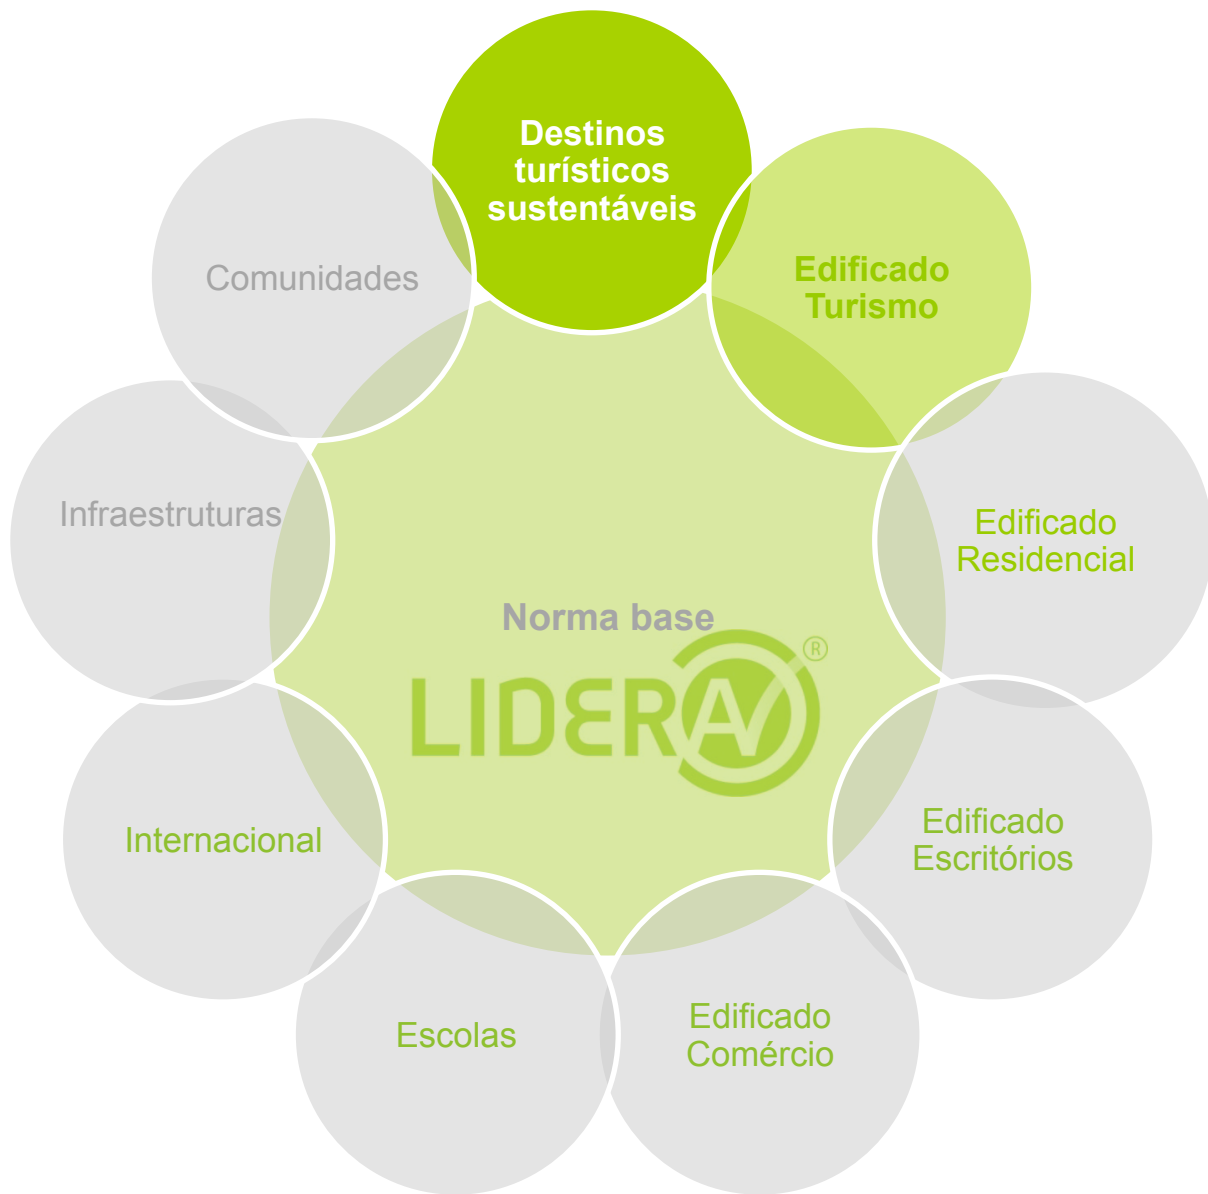 Destinos
turísticos
sustentáveis
Edificado
Turismo
Edificado
Residencial
Edificado
Escritórios
Edificado
Comércio
Escolas
Internacional
Infraestruturas
Comunidades
Norma base
LIDERA®